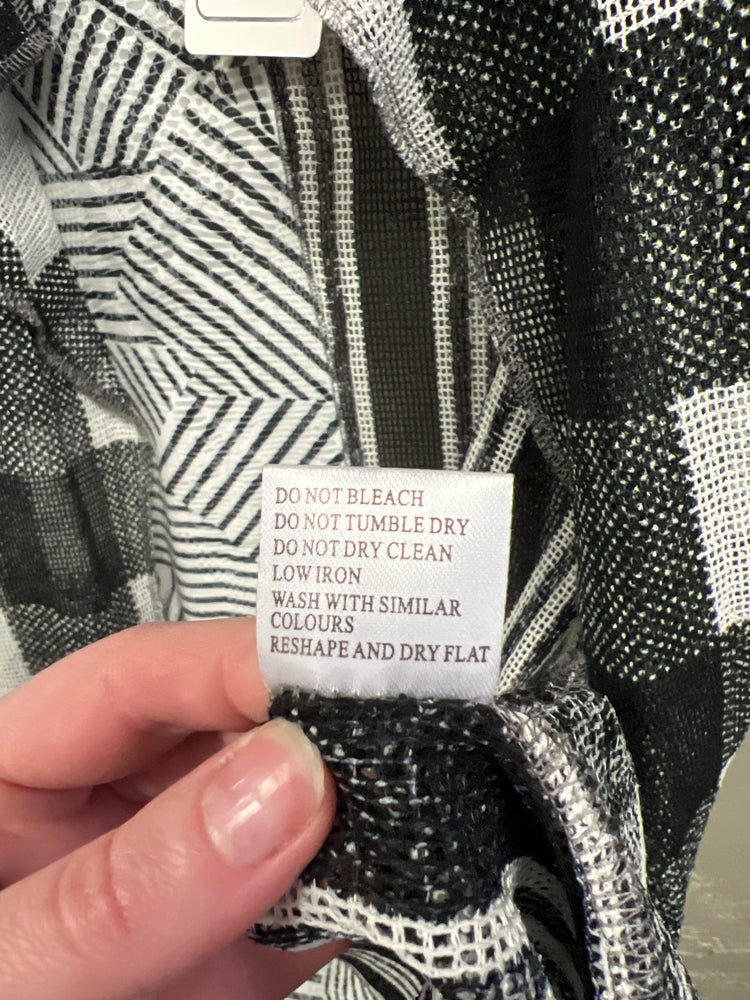 DO NOT BLEACH
DO NOT TUMBLE DRY
DO NOT DRY CLEAN
LOW IRON
WASH WITH SIMILAR
COLOURS
RESHAPE AND DRY FLAT